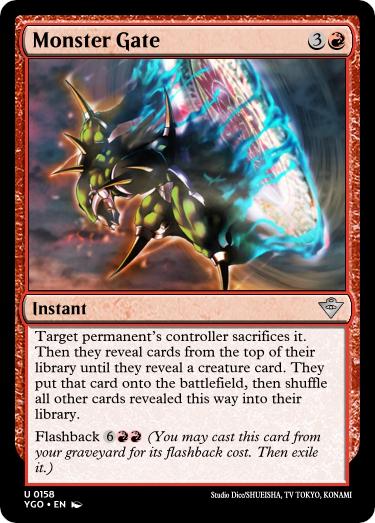 Monster Gate 3
Instant
Target permanent's controller sacrifices it.
Then they reveal cards from the top of their
library until they reveal a creature card. They
put that card onto the battlefield, then shuffle
all other cards revealed this way into their
library.
Flashback 6 (You may cast this card from
your graveyard for its flashback cost. Then exile
it.)
U 0158
YGO • EN
Studio Dice/SHUEISHA, TV TOKYO, KONAMI